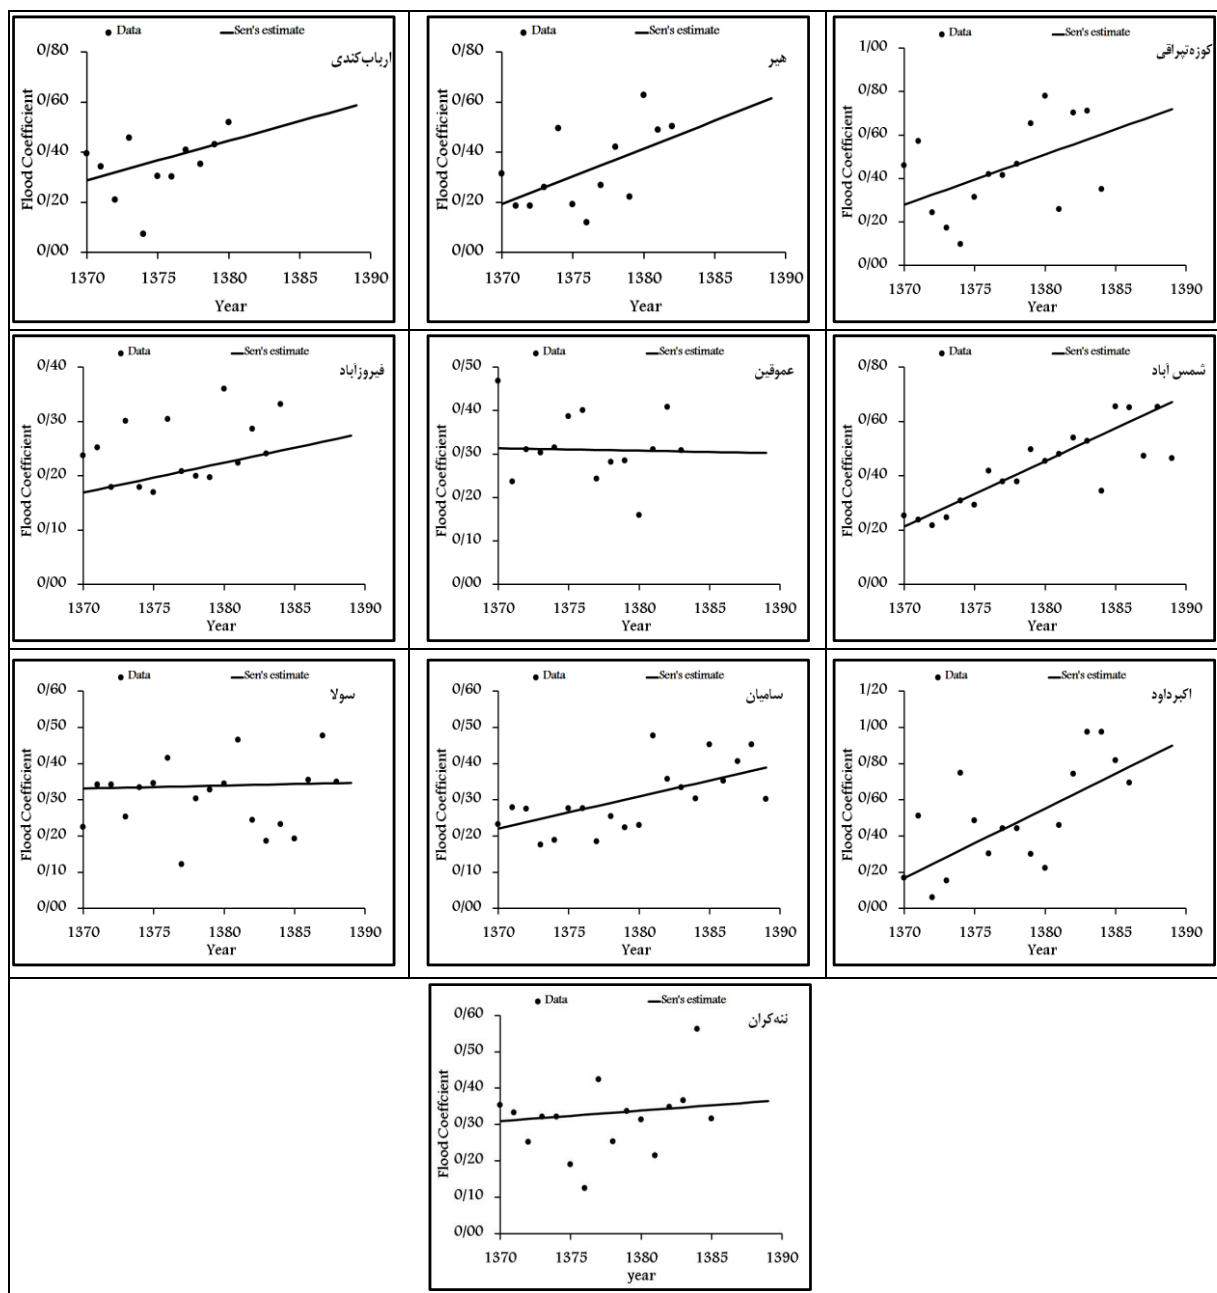 Data Sen's estimate
اربابکندی
Flood Coefficient
0/80
0/60
0/40
0/20
0/00
1370 1375 1380 1385 1390
Year
Data Sen's estimate
هیر
Flood Coefficient
0/80
0/60
0/40
0/20
0/00
1370 1375 1380 1385 1390
Year
Data Sen's estimate
کوزه‌تپراقی
Flood Coefficient
1/00
0/80
0/60
0/40
0/20
0/00
1370 1375 1380 1385 1390
Year
Data Sen's estimate
فیروزآباد
Flood Coefficient
0/40
0/30
0/20
0/10
0/00
1370 1375 1380 1385 1390
Year
Data Sen's estimate
عموقین
Flood Coefficient
0/50
0/40
0/30
0/20
0/10
0/00
1370 1375 1380 1385 1390
Year
Data Sen's estimate
شمس آباد
Flood Coefficient
0/80
0/60
0/40
0/20
0/00
1370 1375 1380 1385 1390
Year
Data Sen's estimate
سولا
Flood Coefficient
0/60
0/50
0/40
0/30
0/20
0/10
0/00
1370 1375 1380 1385 1390
Year
Data Sen's estimate
سامیان
Flood Coefficient
0/60
0/50
0/40
0/30
0/20
0/10
0/00
1370 1375 1380 1385 1390
Year
Data Sen's estimate
اکبرداود
Flood Coefficient
1/20
1/00
0/80
0/60
0/40
0/20
0/00
1370 1375 1380 1385 1390
Year
Data Sen's estimate
ننه‌کران
Flood Coeffcient
0/60
0/50
0/40
0/30
0/20
0/10
0/00
1370 1375 1380 1385 1390
year